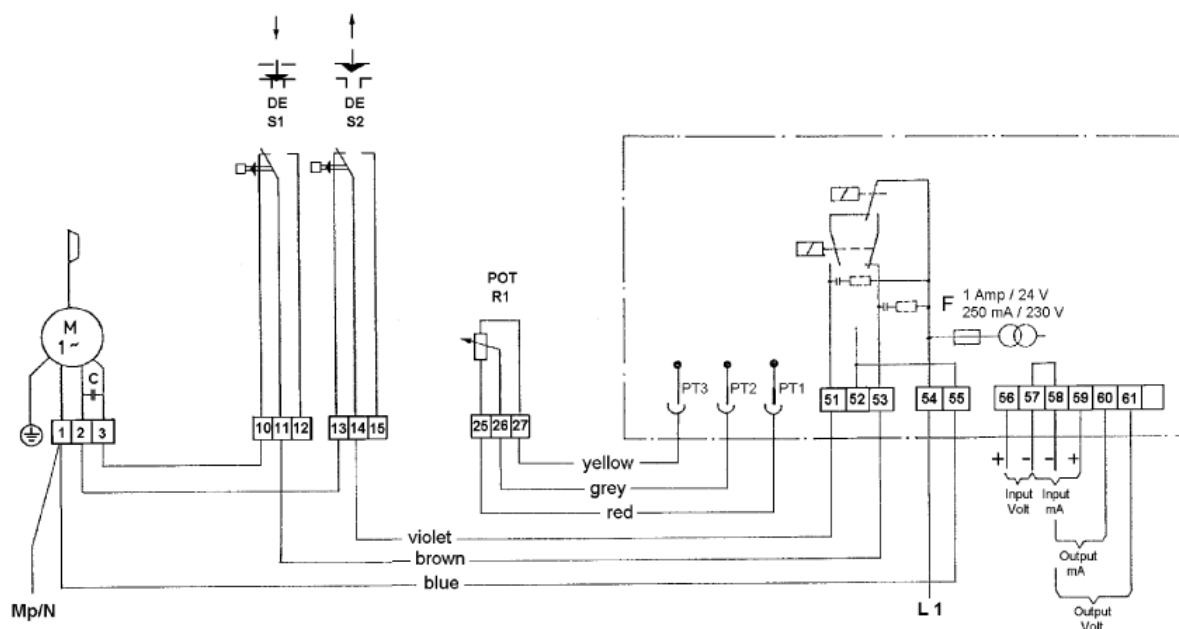 DE
S1
DE
S2
M
1~
C
POT
R1
F
1 Amp / 24 V
250 mA / 230 V
PT3
PT2
PT1
1 2 3
10 11 12
13 14 15
25 26 27
51 52 53
54 55
56 57 58 59 60 61
+ - - +
Input
Volt
Input
mA
yellow
grey
red
violet
brown
blue
Output
mA
Output
Volt
Mp/N
L 1